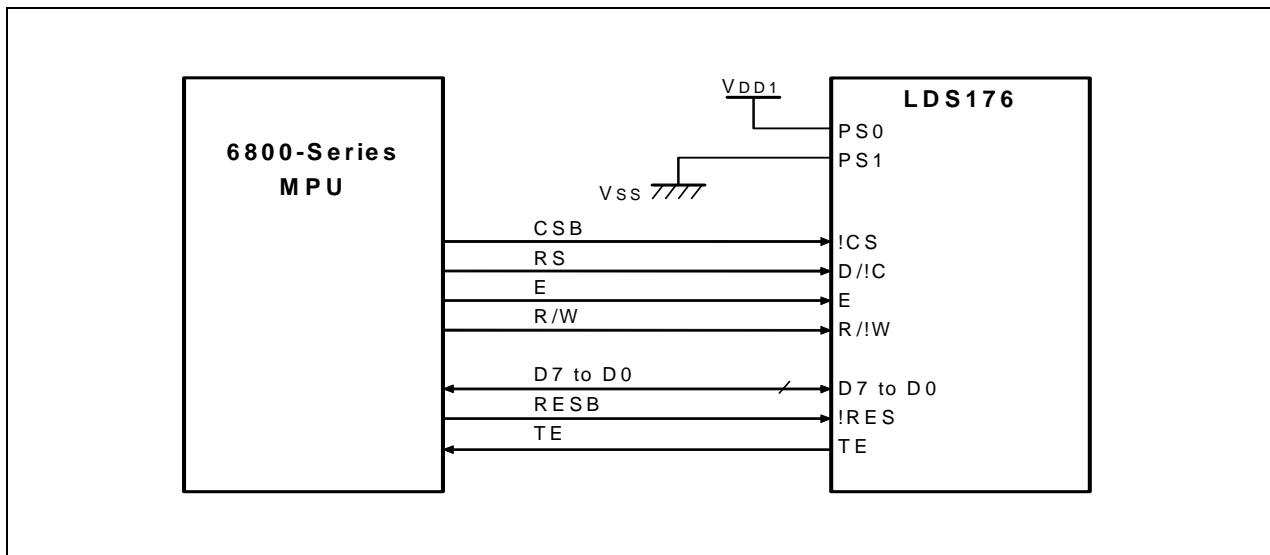 VDD1
LDS176
PS0
6800-Series
MPU
PS1
VSS
CSB
!CS
RS
D/!C
E
E
R/W
R/!W
D7 to D0
D7 to D0
RESB
!RES
TE
TE